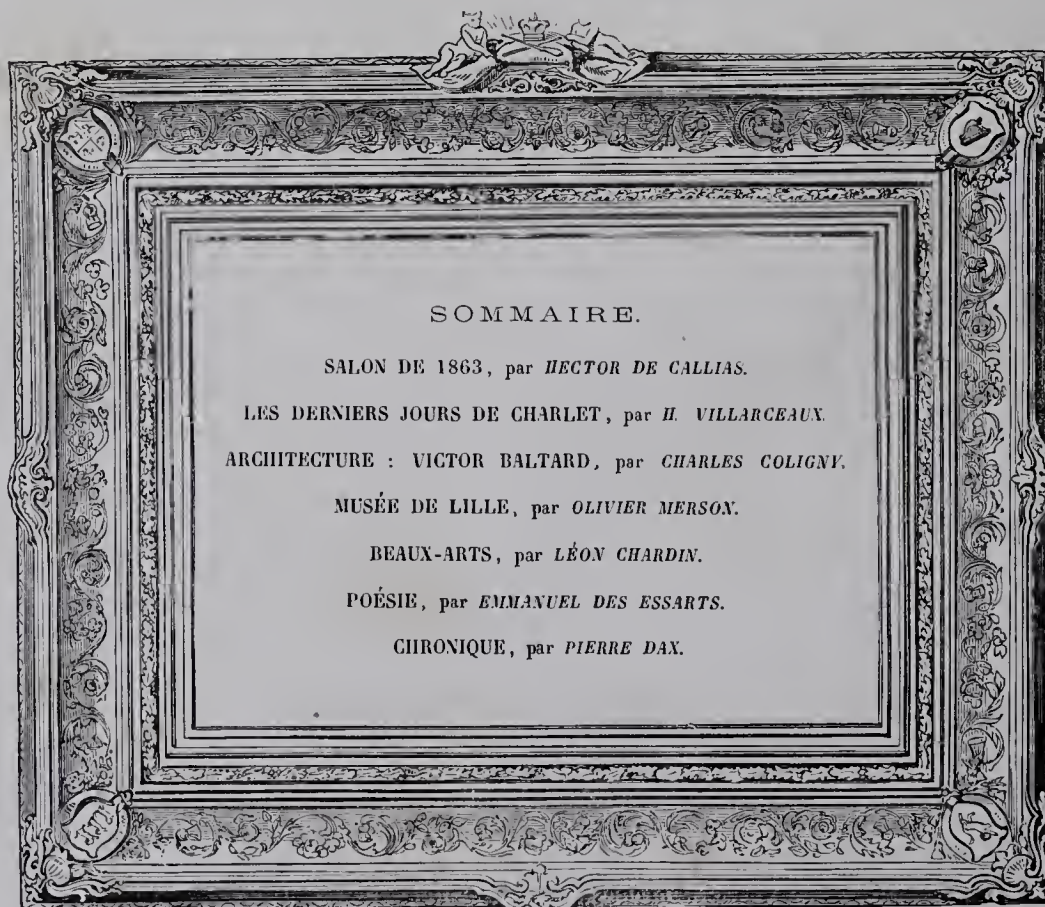 SOMMAIRE.
SALON DE 1863, par HECTOR DE CALLIAS.
LES DERNIERS JOURS DE CHARLET, par H. VILLARCEAUX.
ARCHITECTURE : VICTOR BALTARD, par CHARLES COLIGNY.
MUSÉE DE LILLE, par OLIVIER MERSON.
BEAUX-ARTS, par LÉON CHARDIN.
POÉSIE, par EMMANUEL DES ESSARTS.
CHRONIQUE, par PIERRE DAX.